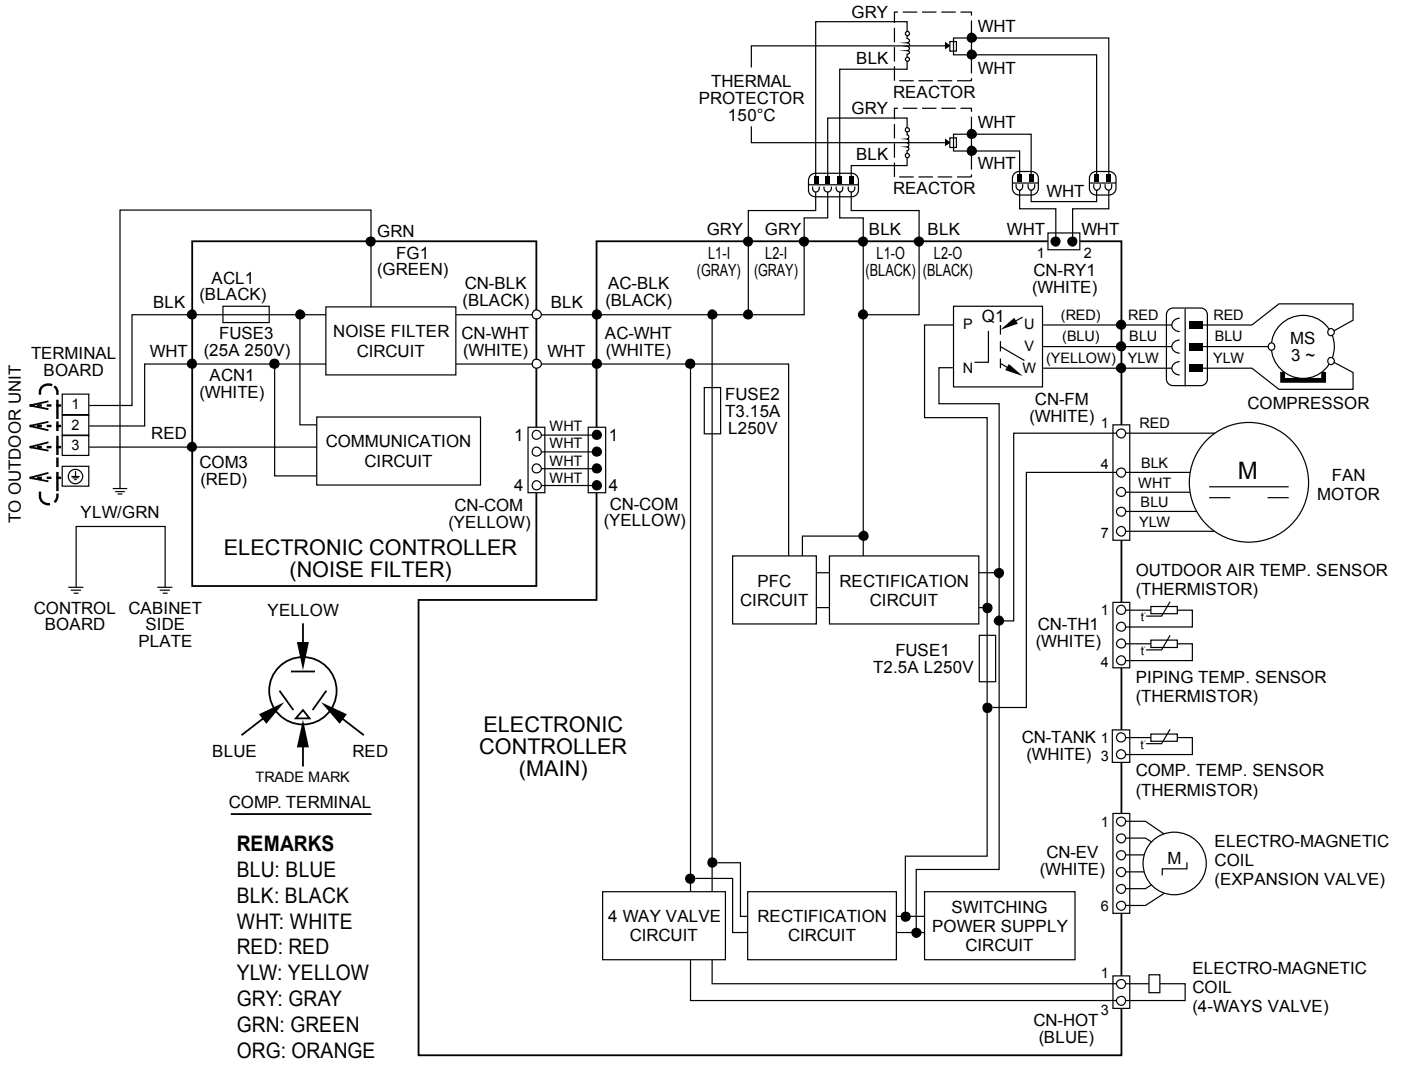 GRY
WHT
BLK
WHT
REACTOR
THERMAL
PROTECTOR
150°C
GRY
WHT
BLK
WHT
REACTOR
WHT
GRY
GRY
BLK
BLK
WHT
WHT
L1-I
(GRAY)
L2-I
(GRAY)
L1-O
(BLACK)
L2-O
(BLACK)
1
2
CN-RY1
(WHITE)
GRN
FG1
(GREEN)
ACL1
(BLACK)
BLK
FUSE3
(25A 250V)
NOISE FILTER
CIRCUIT
CN-BLK
(BLACK)
BLK
AC-BLK
(BLACK)
CN-WHT
(WHITE)
WHT
AC-WHT
(WHITE)
WHT
ACN1
(WHITE)
TERMINAL
BOARD
TO OUTDOOR UNIT
1
2
3
RED
COM3
(RED)
COMMUNICATION
CIRCUIT
1
WHT
1
WHT
WHT
4
WHT
4
CN-COM
(YELLOW)
CN-COM
(YELLOW)
YLW/GRN
CONTROL
BOARD
CABINET
SIDE
PLATE
ELECTRONIC CONTROLLER
(NOISE FILTER)
FUSE2
T3.15A
L250V
Q1
P
N
U
V
W
(RED)
(BLU)
(YELLOW)
RED
BLU
YLW
RED
BLU
YLW
MS
3 ~
COMPRESSOR
CN-FM
(WHITE)
1
4
7
RED
BLK
WHT
BLU
YLW
M
FAN
MOTOR
PFC
CIRCUIT
RECTIFICATION
CIRCUIT
FUSE1
T2.5A L250V
OUTDOOR AIR TEMP. SENSOR
(THERMISTOR)
CN-TH1
(WHITE)
1
4
t°
t°
PIPING TEMP. SENSOR
(THERMISTOR)
CN-TANK
(WHITE)
1
3
t°
COMP. TEMP. SENSOR
(THERMISTOR)
CN-EV
(WHITE)
1
6
M
ELECTRO-MAGNETIC
COIL
(EXPANSION VALVE)
ELECTRONIC
CONTROLLER
(MAIN)
4 WAY VALVE
CIRCUIT
RECTIFICATION
CIRCUIT
SWITCHING
POWER SUPPLY
CIRCUIT
1
3
CN-HOT
(BLUE)
ELECTRO-MAGNETIC
COIL
(4-WAYS VALVE)
YELLOW
BLUE
RED
TRADE MARK
COMP. TERMINAL
REMARKS
BLU: BLUE
BLK: BLACK
WHT: WHITE
RED: RED
YLW: YELLOW
GRY: GRAY
GRN: GREEN
ORG: ORANGE